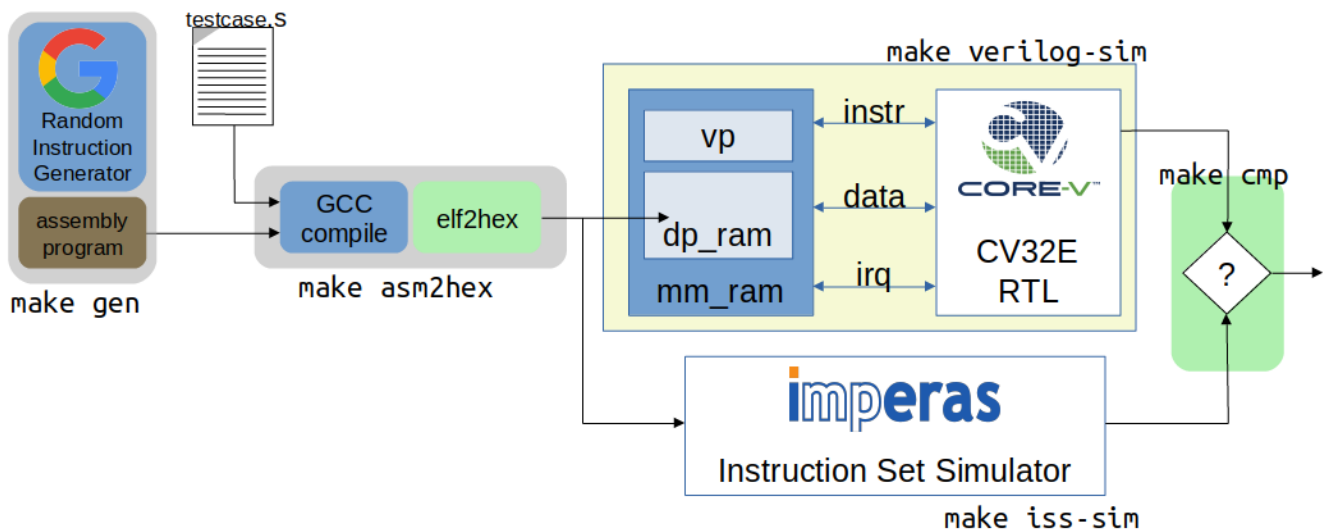 testcase.S
Random
Instruction
Generator
assembly
program
make gen
GCC
compile
elf2hex
make asm2hex
make verilog-sim
vp
dp_ram
mm_ram
instr
data
irq
CORE-V™
CV32E
RTL
make cmp
?
imperas
Instruction Set Simulator
make iss-sim